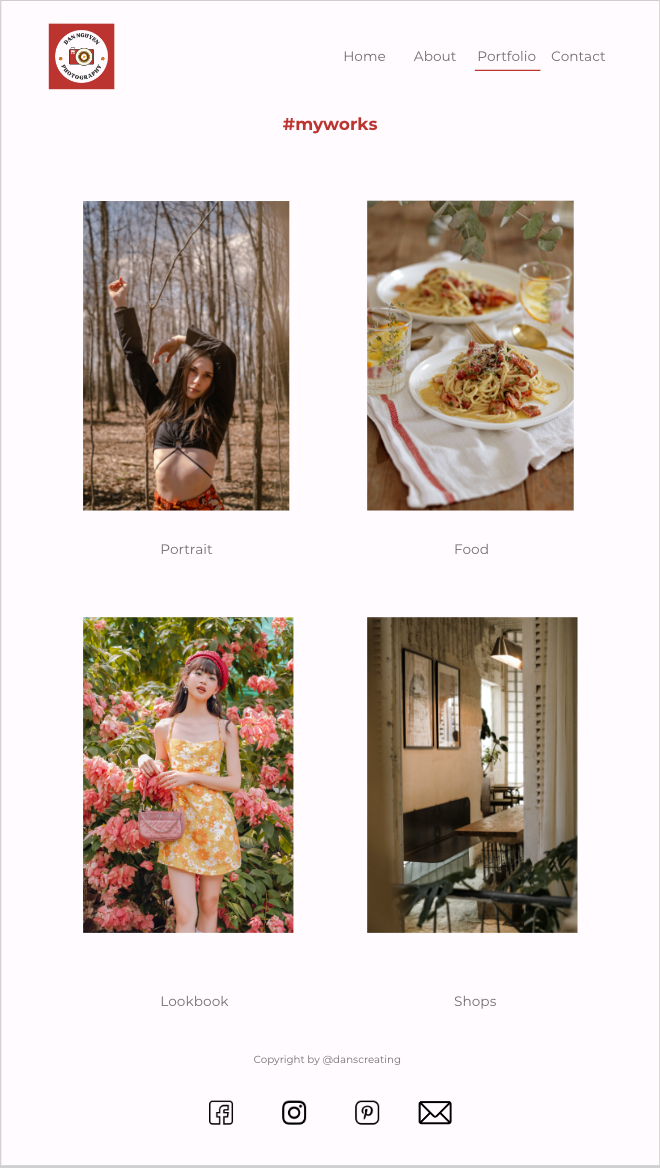 DAN NGUYEN
PHOTOGRAPHY
Home About Portfolio Contact
#myworks
Portrait Food
Lookbook Shops
Copyright by @danscreating